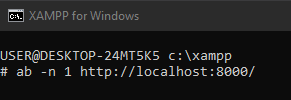 XAMPP for Windows
USER@DESKTOP-24MT5K5 c:\xampp
# ab -n 1 http://localhost:8000/